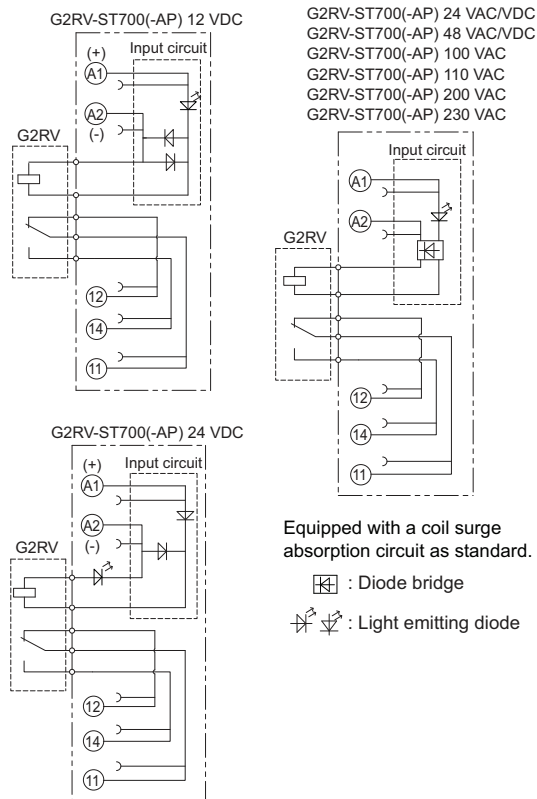 G2RV-ST700(-AP) 12 VDC
(+)
Input circuit
A1
A2
(-)
G2RV
12
14
11
G2RV-ST700(-AP) 24 VAC/VDC
G2RV-ST700(-AP) 48 VAC/VDC
G2RV-ST700(-AP) 100 VAC
G2RV-ST700(-AP) 110 VAC
G2RV-ST700(-AP) 200 VAC
G2RV-ST700(-AP) 230 VAC
Input circuit
A1
A2
G2RV
12
14
11
G2RV-ST700(-AP) 24 VDC
(+)
Input circuit
A1
A2
(-)
G2RV
12
14
11
Equipped with a coil surge
absorption circuit as standard.
: Diode bridge
: Light emitting diode